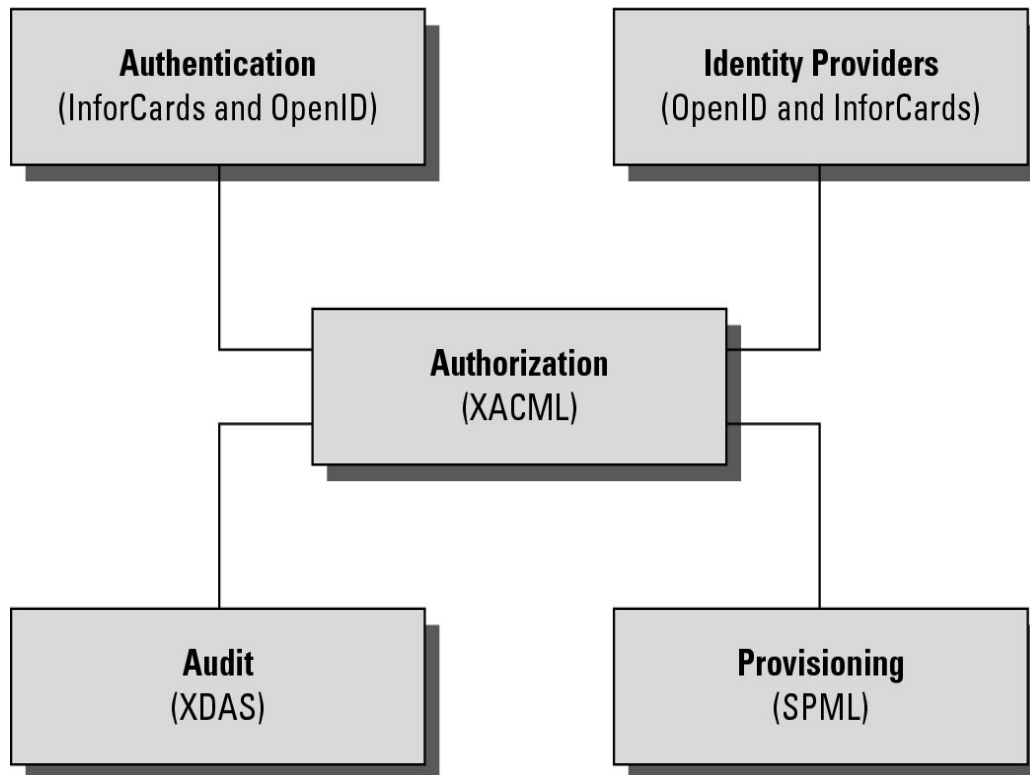 Authentication
(InforCards and OpenID)
Identity Providers
(OpenID and InforCards)
Authorization
(XACML)
Audit
(XDAS)
Provisioning
(SPML)